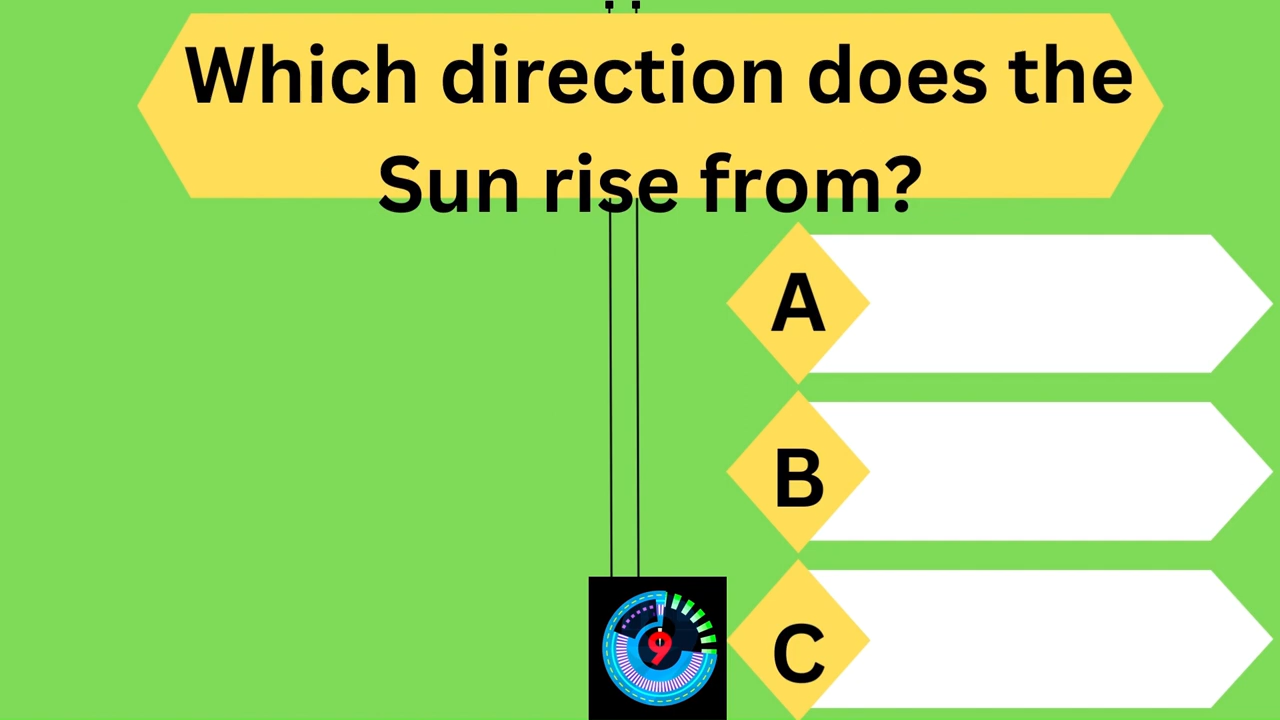 Which direction does the
Sun rise from?
A
B
C
9